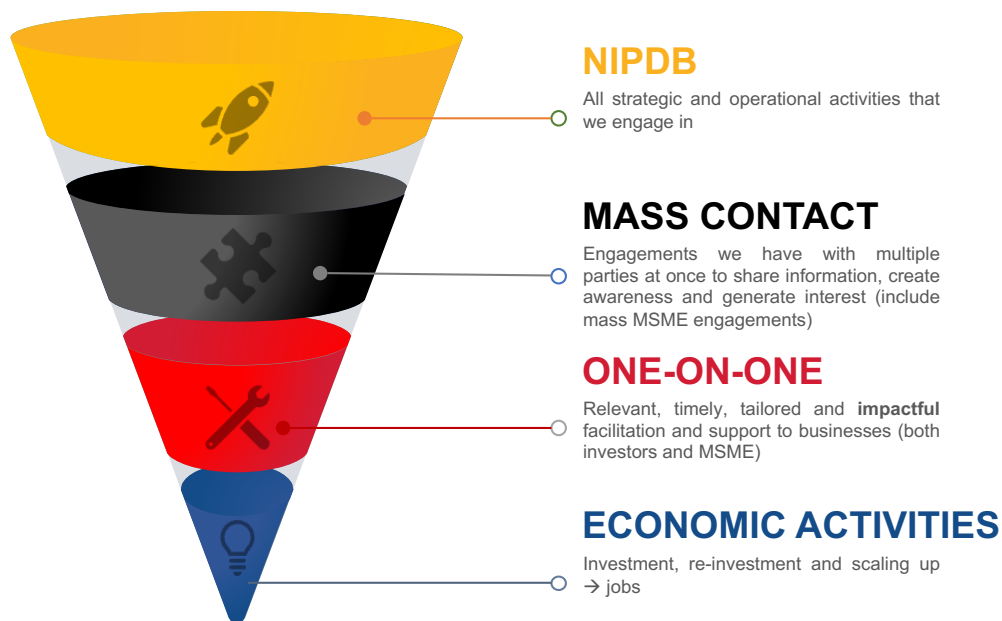 NIPDB
All strategic and operational activities that
we engage in
MASS CONTACT
Engagements we have with multiple
parties at once to share information, create
awareness and generate interest (include
mass MSME engagements)
ONE-ON-ONE
Relevant, timely, tailored and impactful
facilitation and support to businesses (both
investors and MSME)
ECONOMIC ACTIVITIES
Investment, re-investment and scaling up
→ jobs